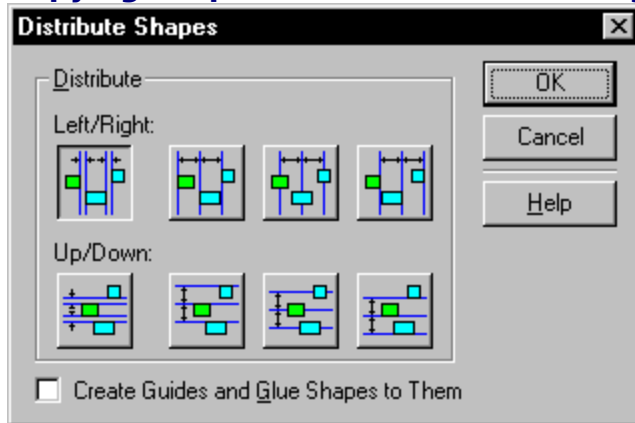 Distribute Shapes
Distribute
OK
Left/Right:
Cancel
Help
Up/Down:
Create Guides and Glue Shapes to Them